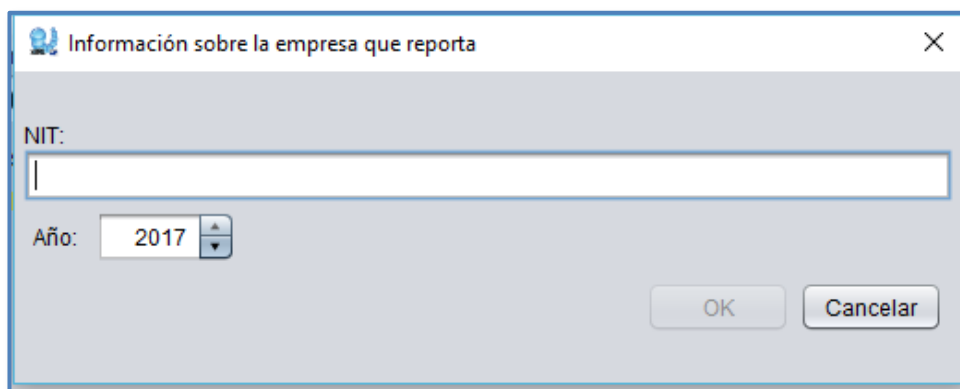 Información sobre la empresa que reporta
NIT:
Año: 2017
OK Cancelar